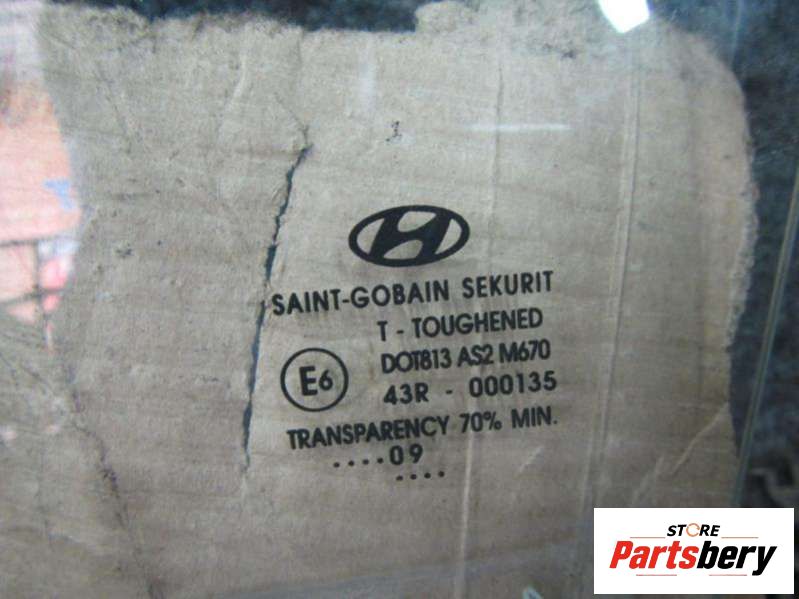 SAINT-GOBAIN SEKURIT
T - TOUGHENED
DOT813 AS2 M670
E6
43R - 000135
TRANSPARENCY 70% MIN.
....09
....
STORE
Partsbery